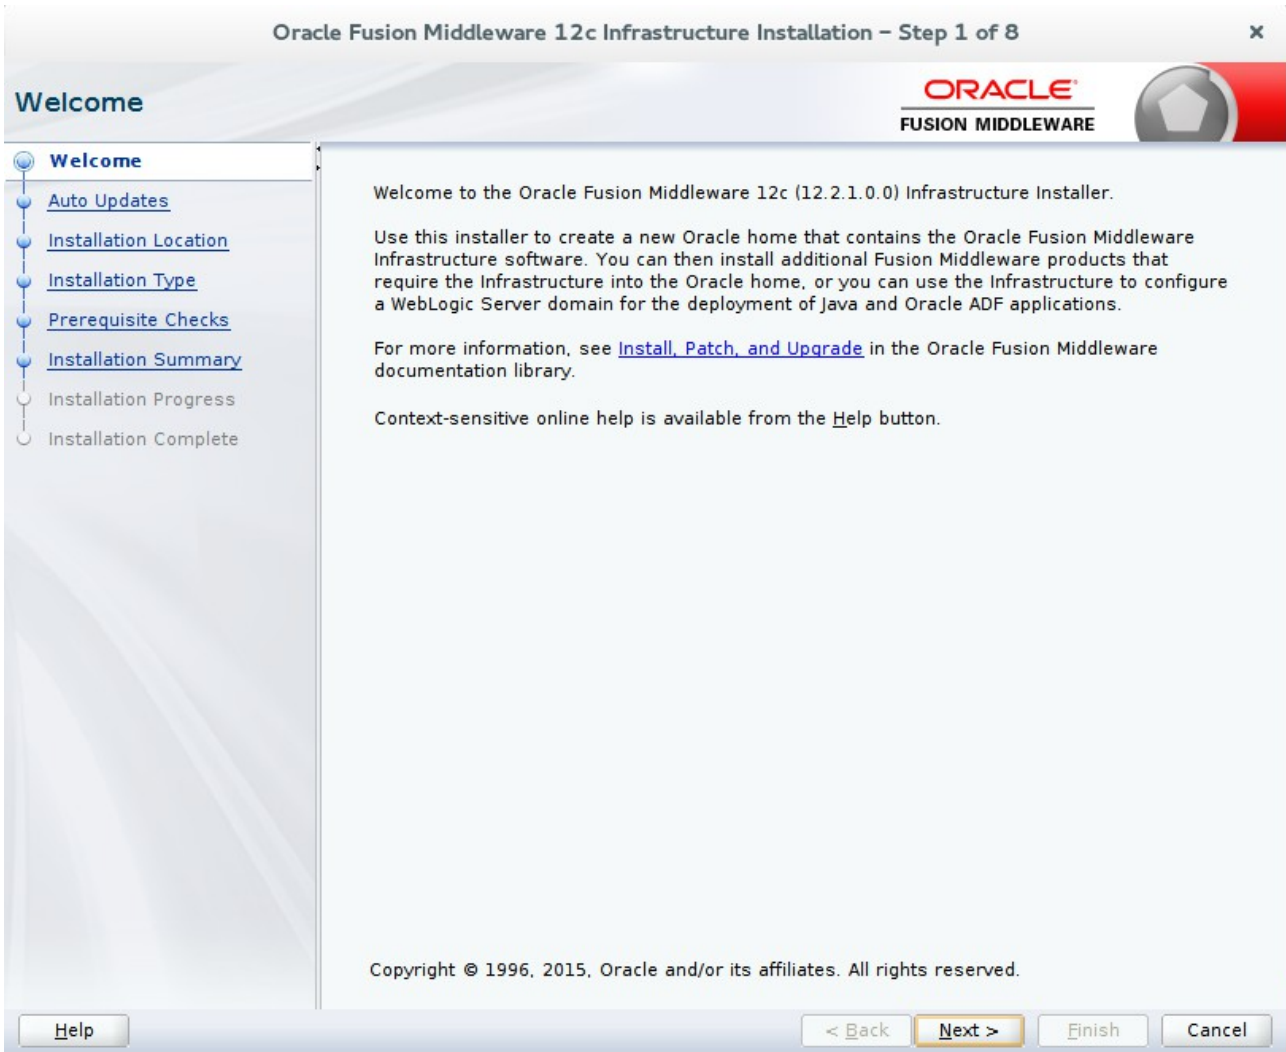 Oracle Fusion Middleware 12c Infrastructure Installation – Step 1 of 8
Welcome
ORACLE
FUSION MIDDLEWARE
Welcome
Auto Updates
Installation Location
Installation Type
Prerequisite Checks
Installation Summary
Installation Progress
Installation Complete
Welcome to the Oracle Fusion Middleware 12c (12.2.1.0.0) Infrastructure Installer.
Use this installer to create a new Oracle home that contains the Oracle Fusion Middleware
Infrastructure software. You can then install additional Fusion Middleware products that
require the Infrastructure into the Oracle home, or you can use the Infrastructure to configure
a WebLogic Server domain for the deployment of Java and Oracle ADF applications.
For more information, see Install, Patch, and Upgrade in the Oracle Fusion Middleware
documentation library.
Context-sensitive online help is available from the Help button.
Copyright © 1996, 2015, Oracle and/or its affiliates. All rights reserved.
Help
< Back
Next >
Finish
Cancel